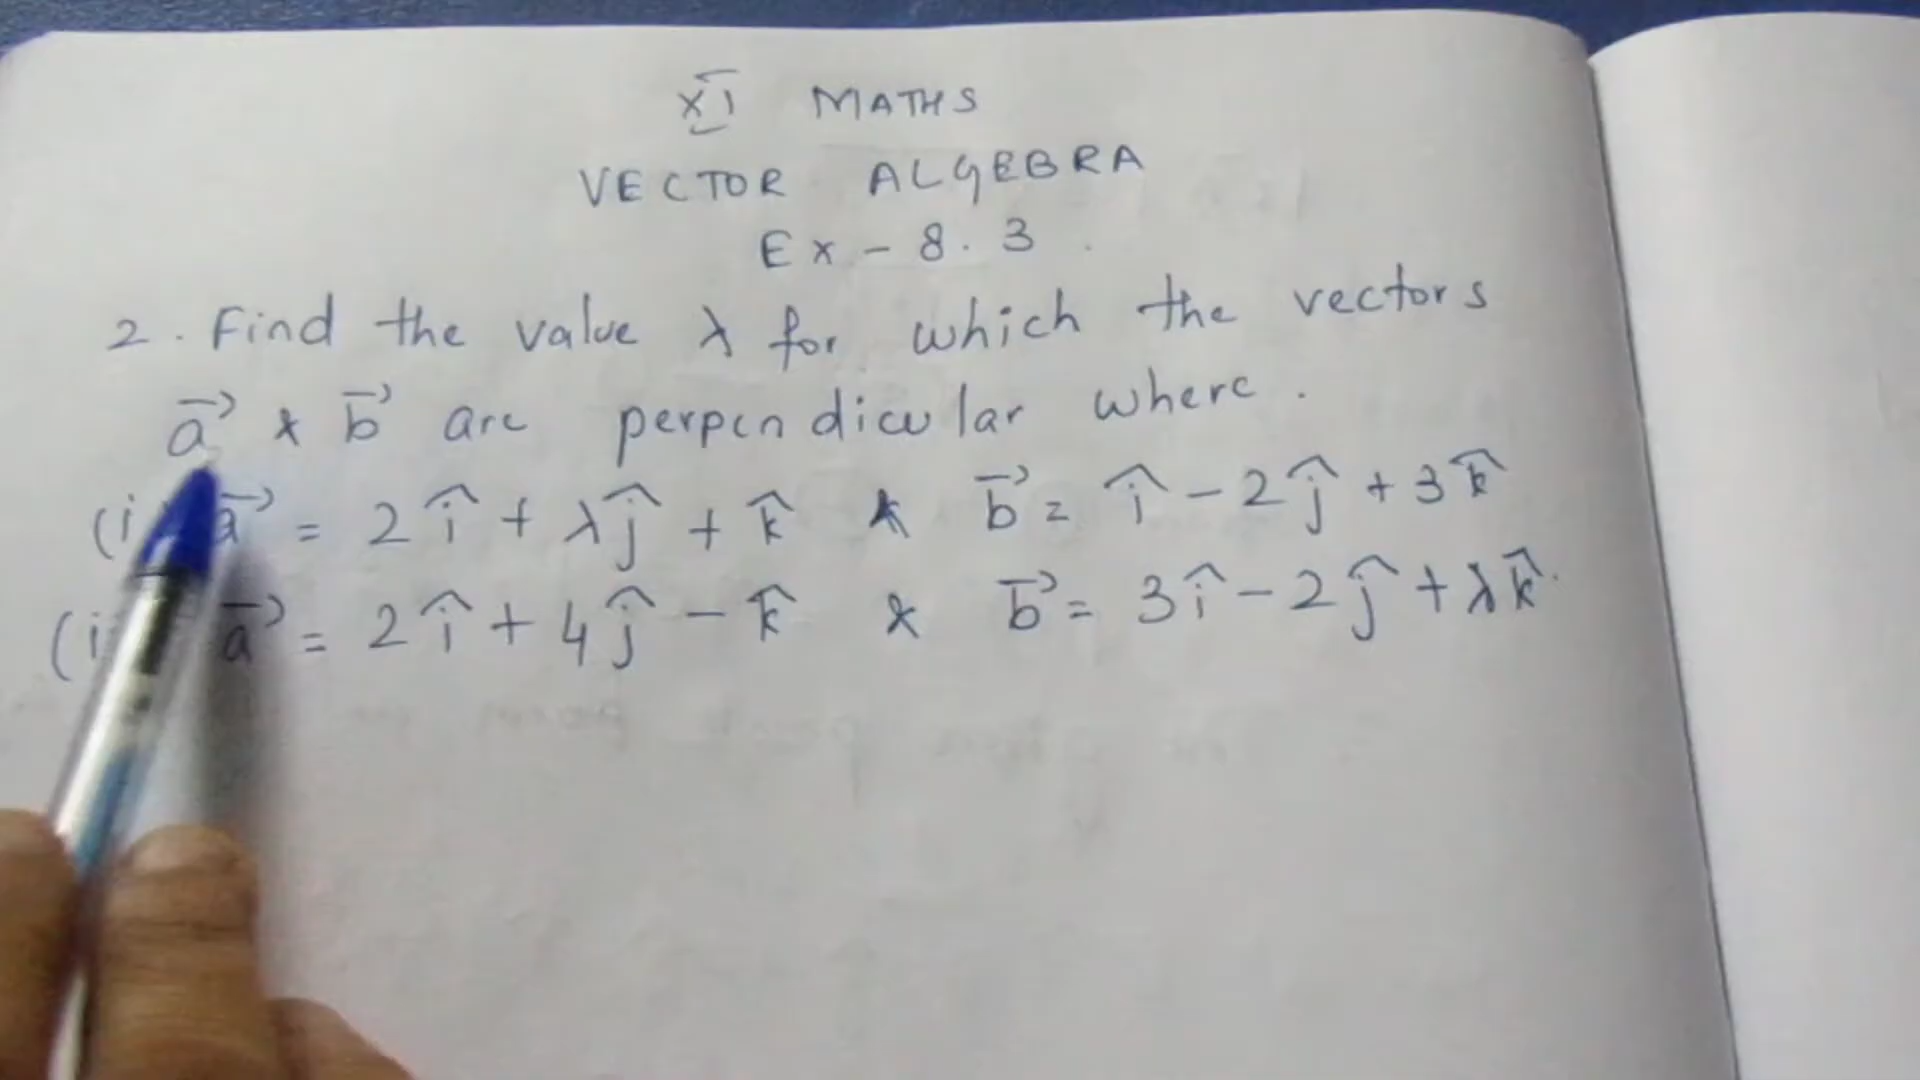 XI MATHS
VECTOR ALGEBRA
Ex - 8.3
2. Find the value λ for which the vectors
a⃗ & b⃗ are perpendicular where.
(i a⃗ = 2î + λĵ + k̂ & b⃗ = î - 2ĵ + 3k̂
(i a⃗ = 2î + 4ĵ - k̂ & b⃗ = 3î - 2ĵ + λk̂.